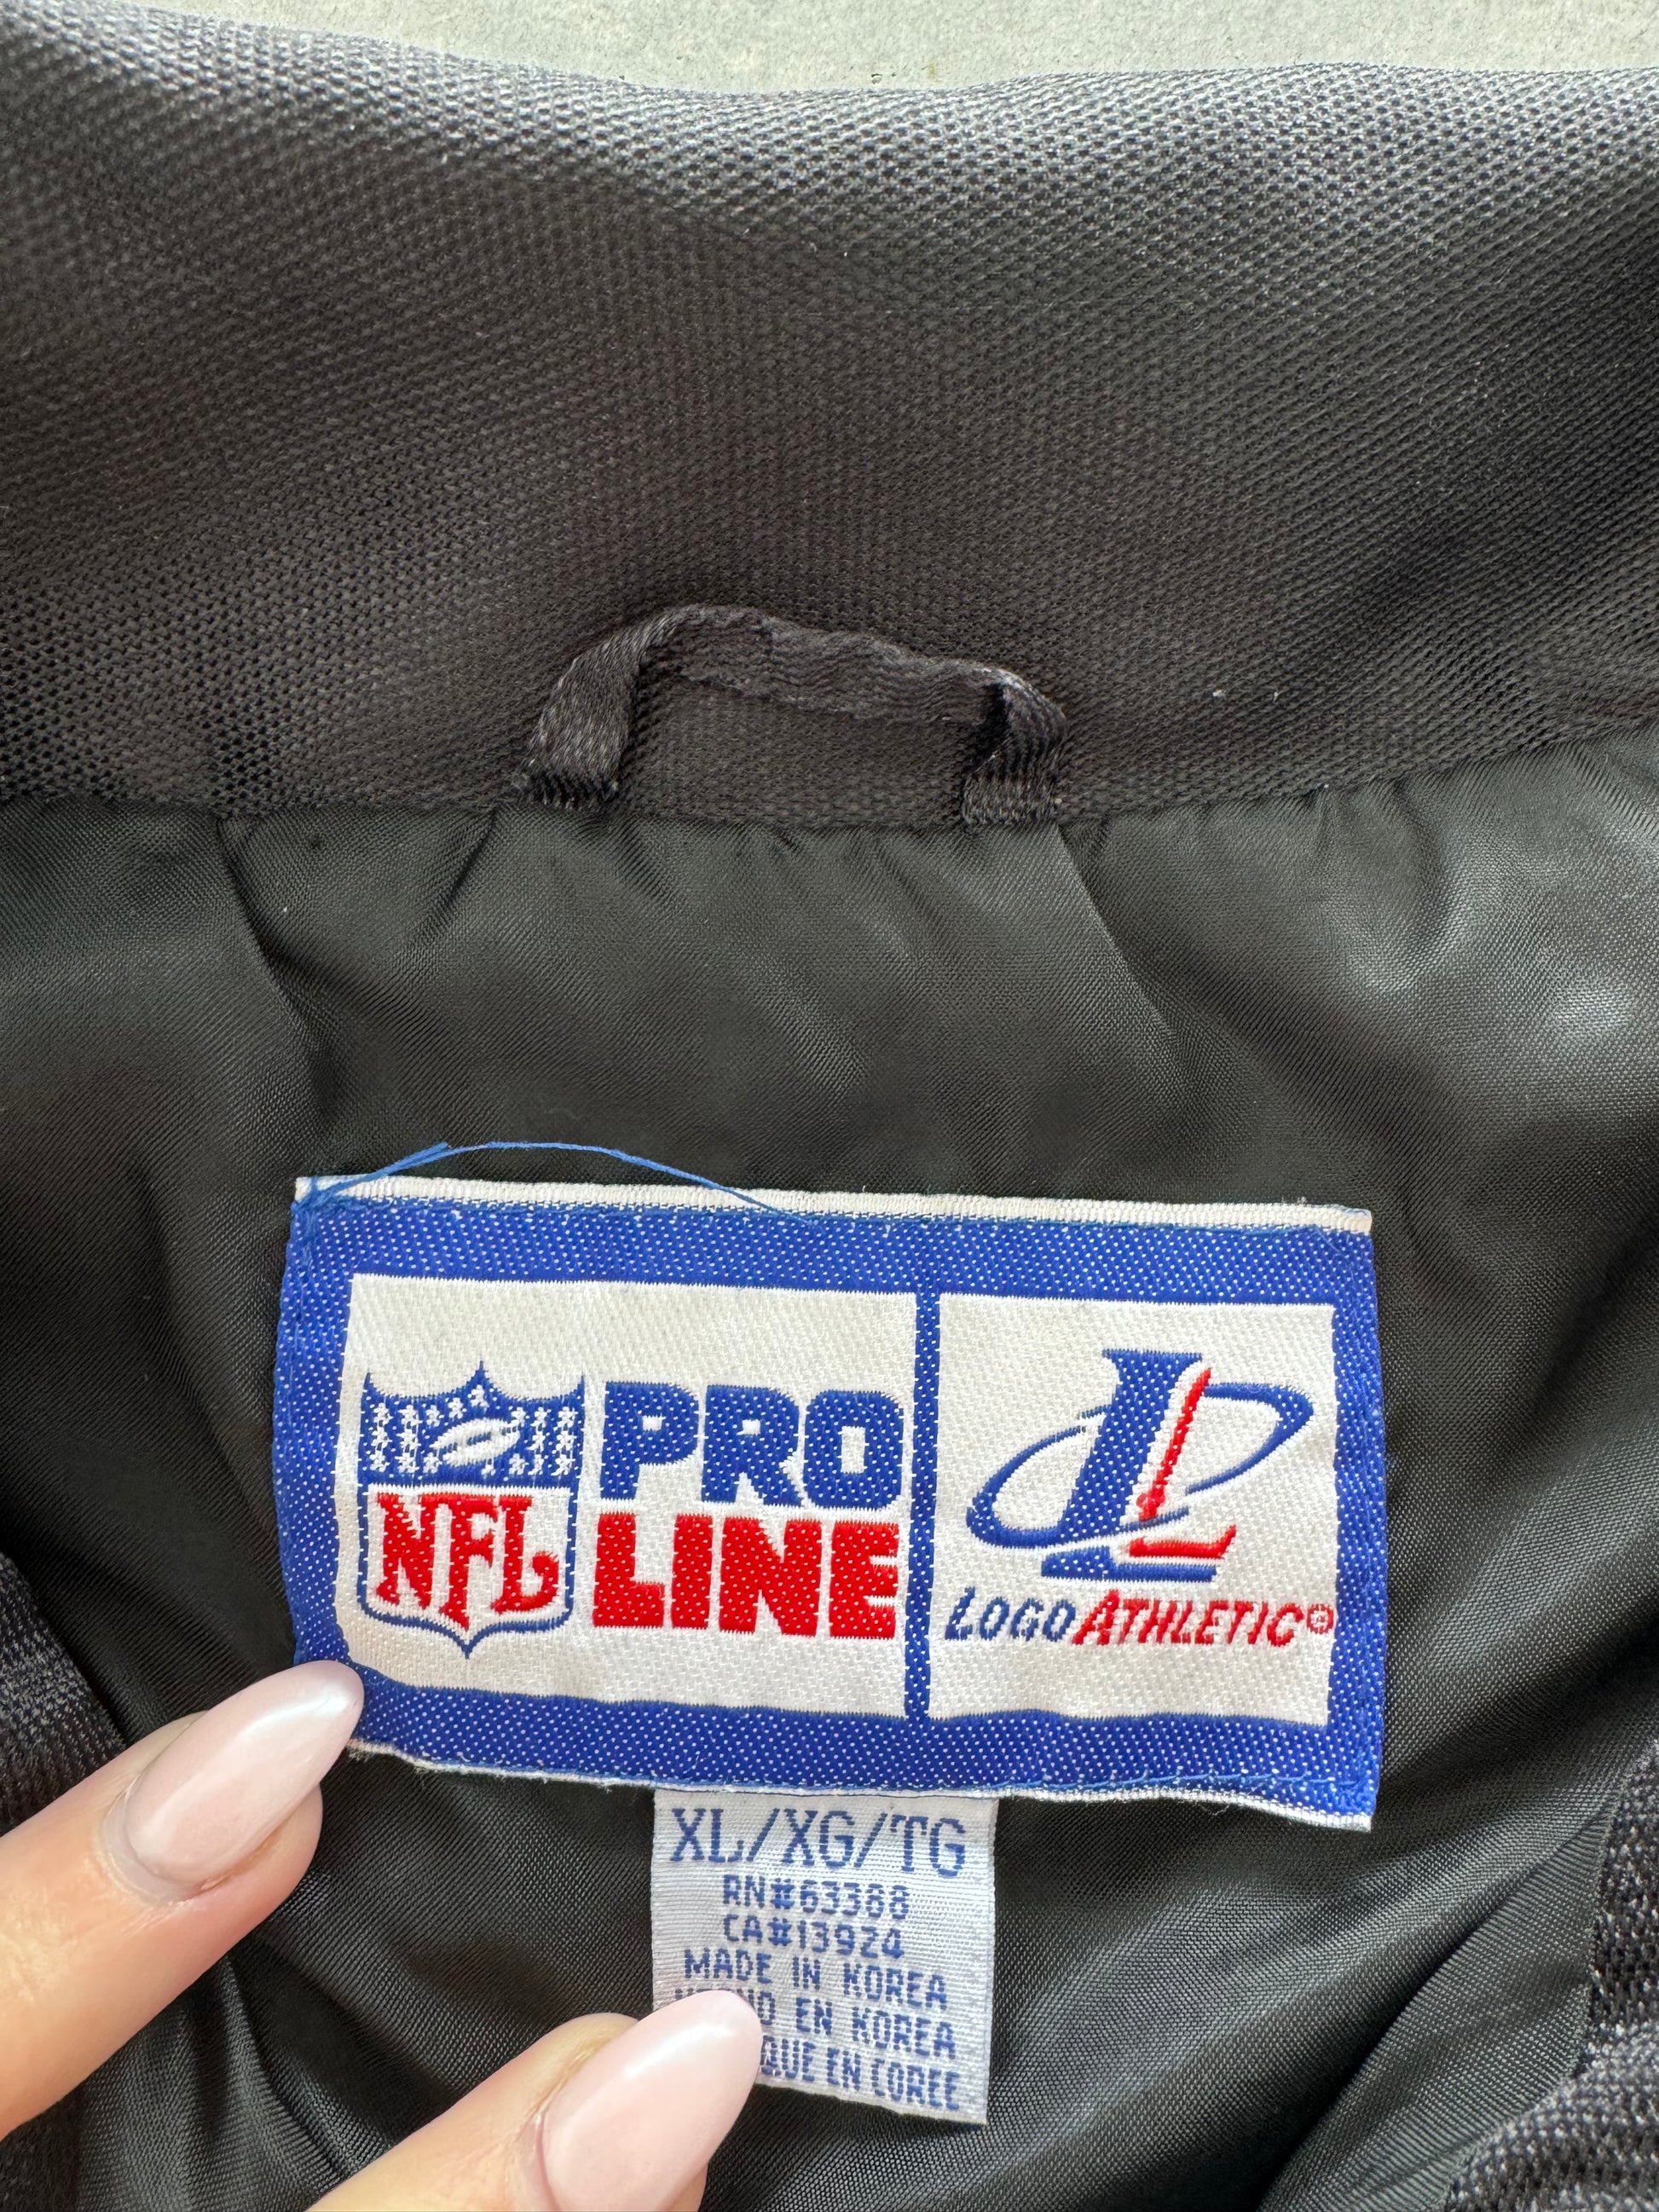 NFL
PRO
LINE
L
LOGO ATHLETIC®
XL/XG/TG
RN#63388
CA#13924
MADE IN KOREA
EN KOREA
EN COREE